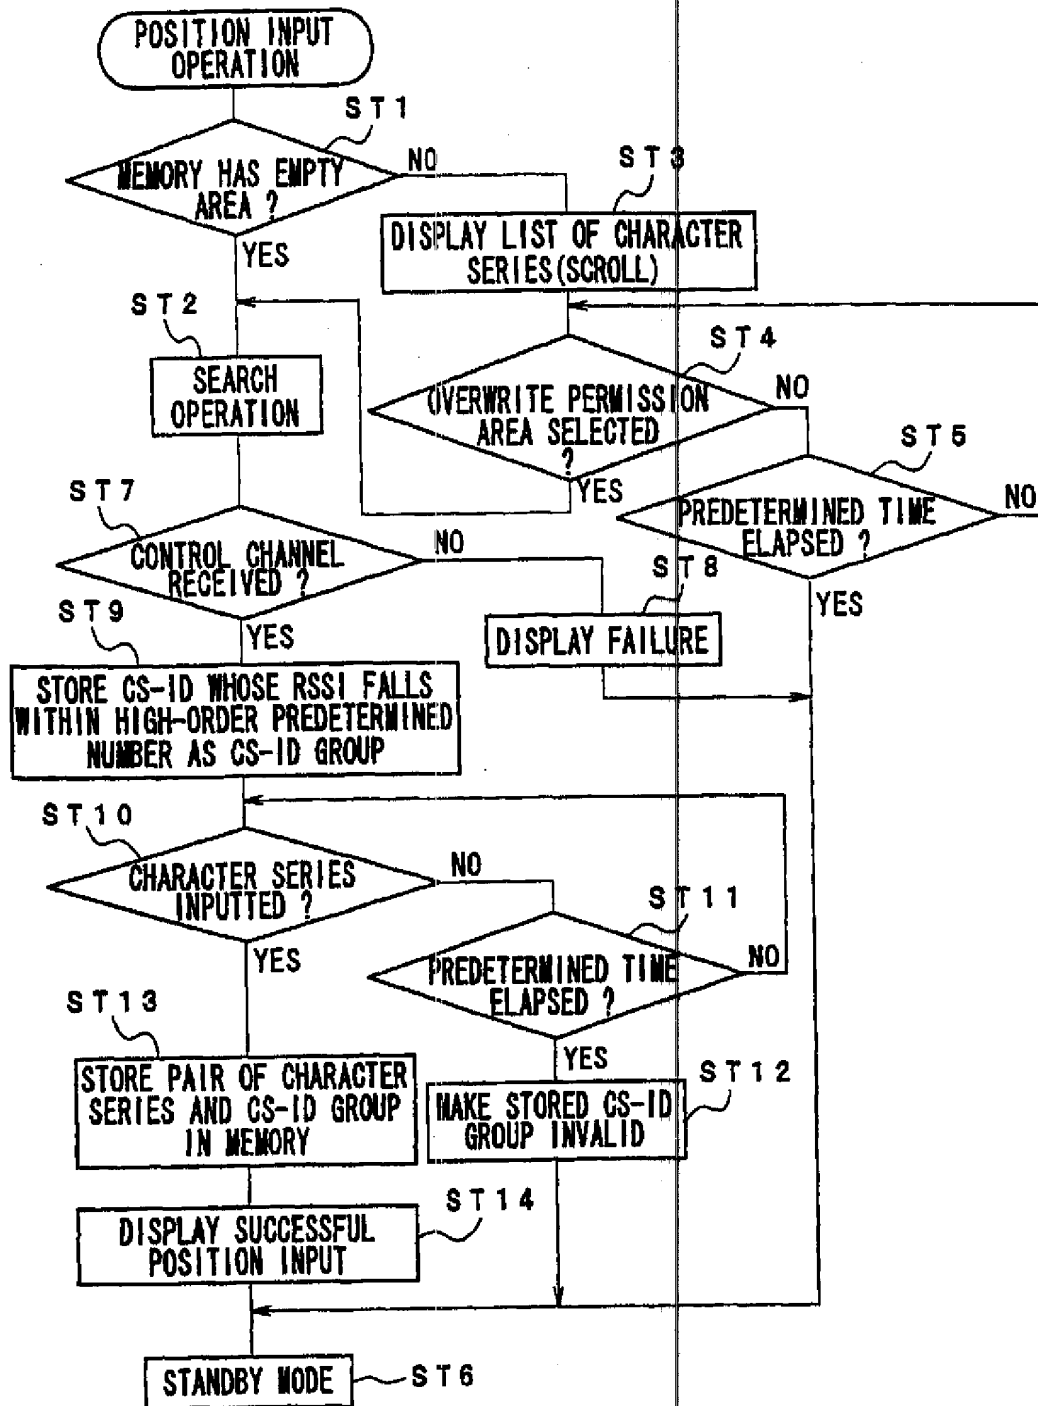 POSITION INPUT
OPERATION
ST1
MEMORY HAS EMPTY
AREA ?
NO
YES
ST3
DISPLAY LIST OF CHARACTER
SERIES(SCROLL)
ST2
SEARCH
OPERATION
ST4
OVERWRITE PERMISSION
AREA SELECTED
?
NO
YES
ST5
PREDETERMINED TIME
ELAPSED ?
NO
YES
ST7
CONTROL CHANNEL
RECEIVED ?
NO
YES
ST8
DISPLAY FAILURE
ST9
STORE CS-ID WHOSE RSSI FALLS
WITHIN HIGH-ORDER PREDETERMINED
NUMBER AS CS-ID GROUP
ST10
CHARACTER SERIES
INPUTTED ?
NO
YES
ST11
PREDETERMINED TIME
ELAPSED ?
NO
YES
ST13
STORE PAIR OF CHARACTER
SERIES AND CS-ID GROUP
IN MEMORY
ST12
MAKE STORED CS-ID
GROUP INVALID
ST14
DISPLAY SUCCESSFUL
POSITION INPUT
STANDBY MODE
ST6